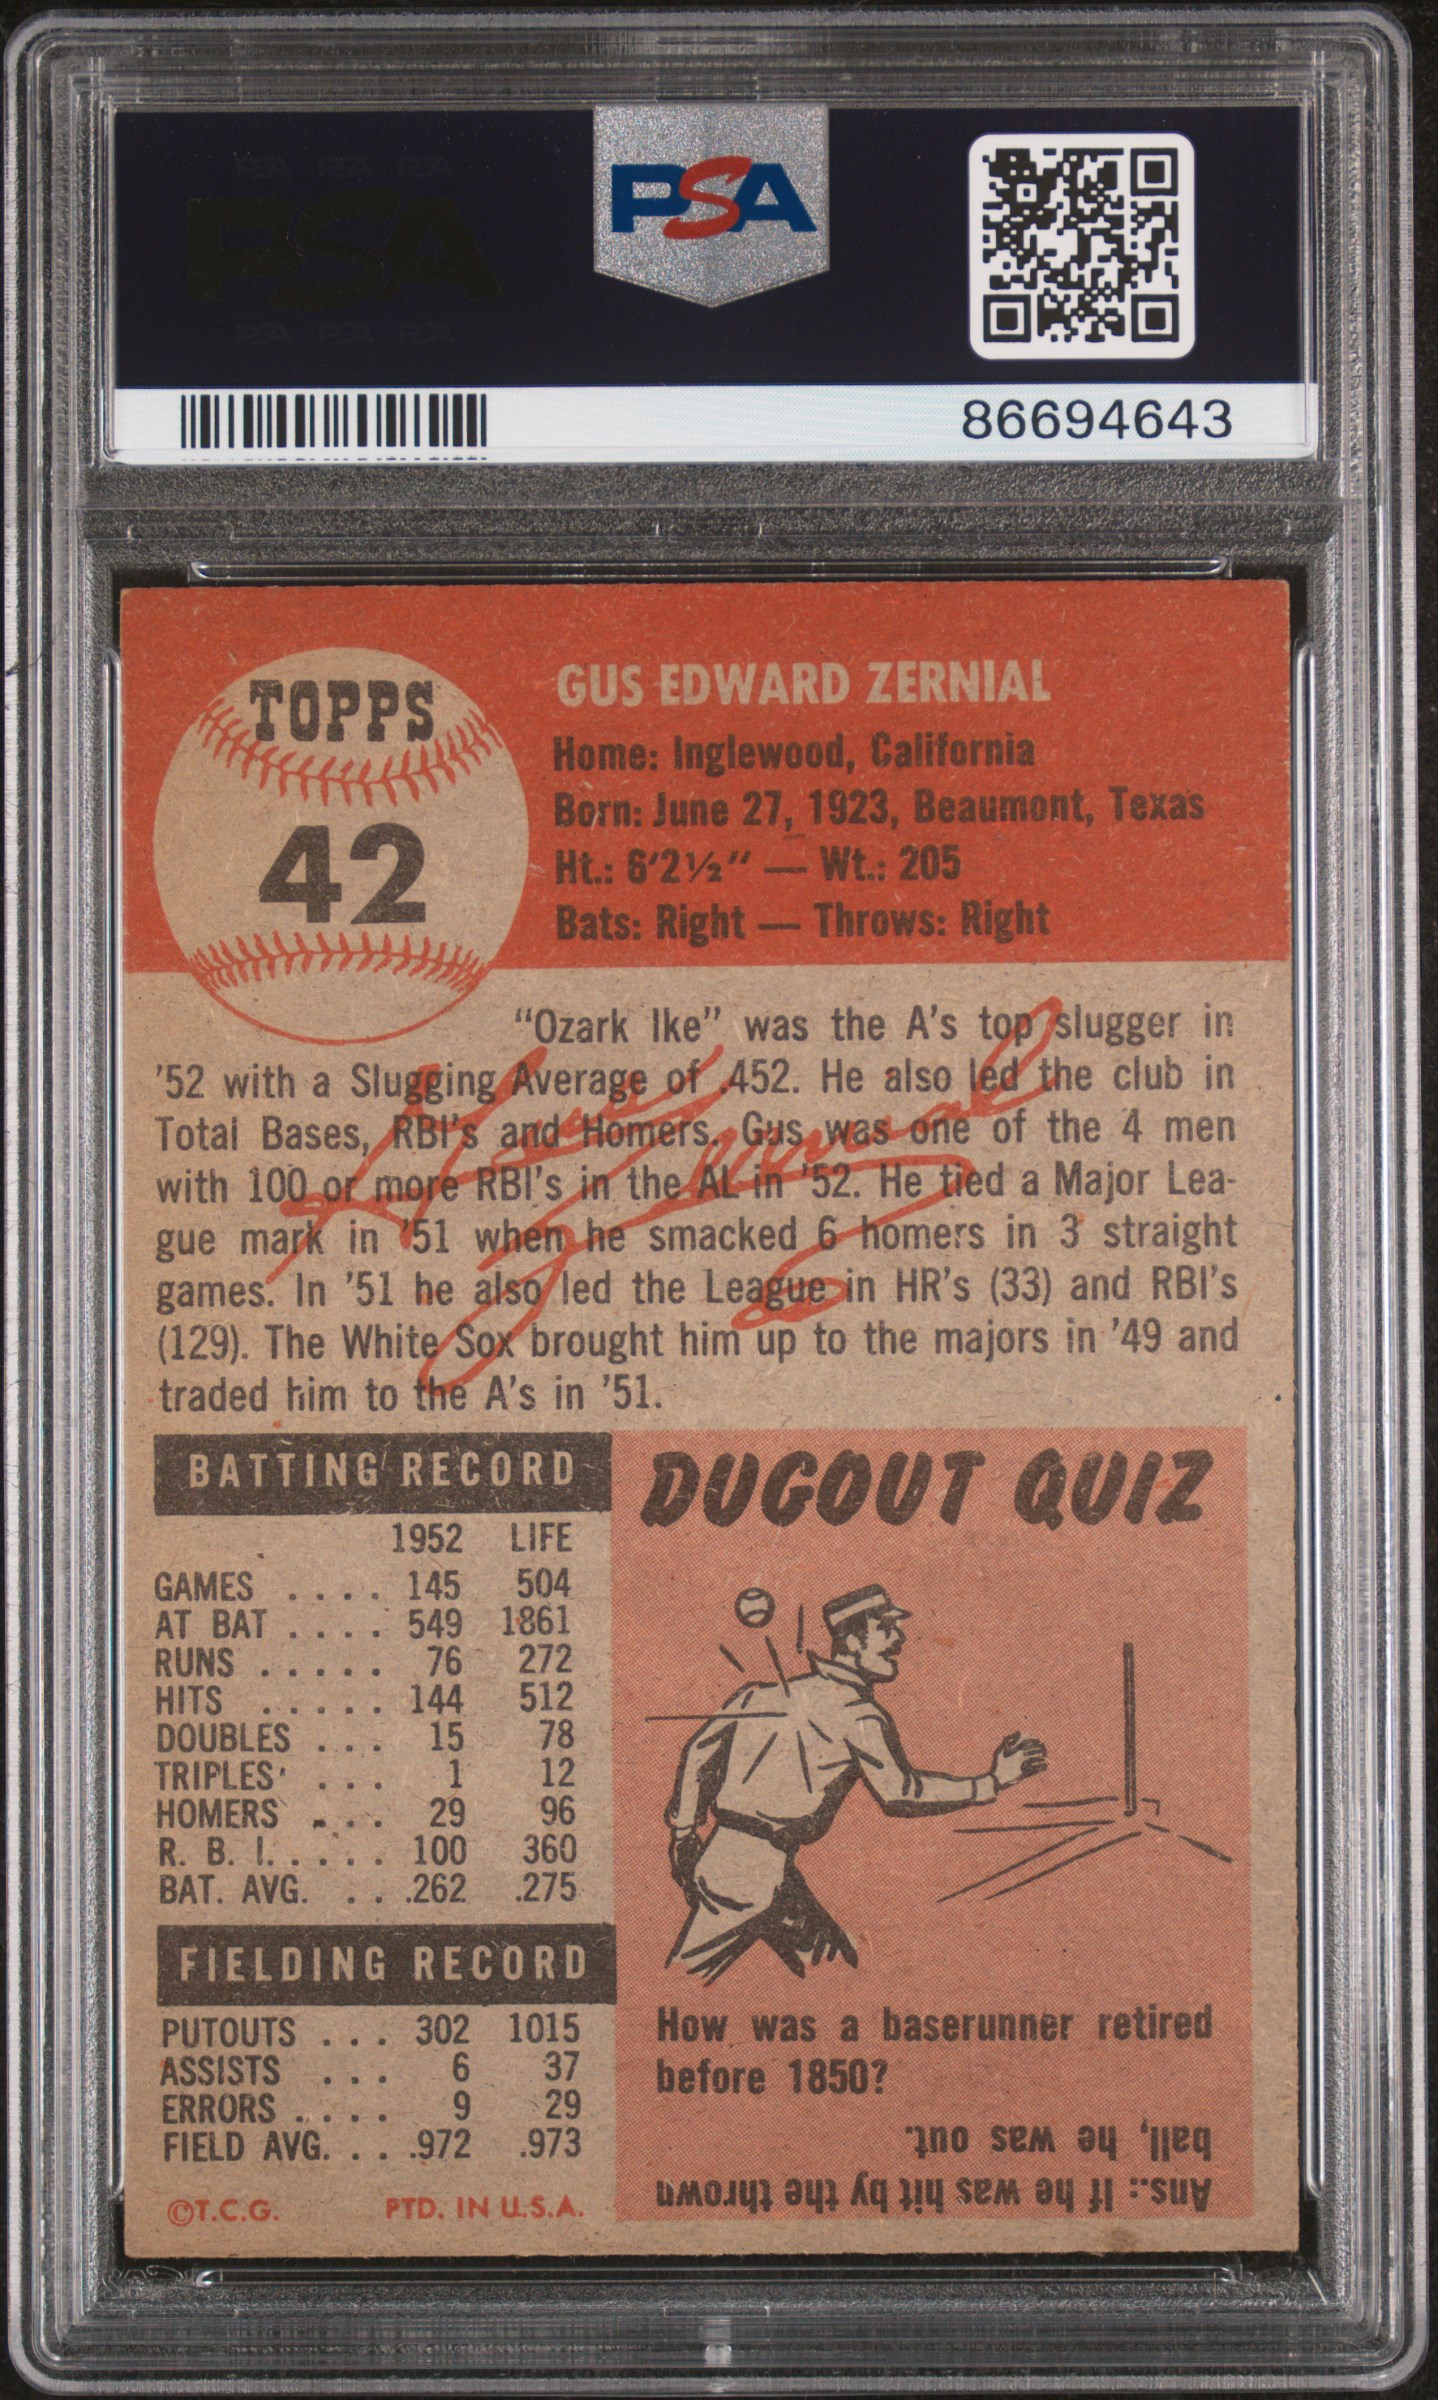 PSA PSA PSA
PSA
PSA PSA PSA
PSA
86694643
TOPPS
42
GUS EDWARD ZERNIAL
Home: Inglewood, California
Born: June 27, 1923, Beaumont, Texas
Ht.: 6'2½" — Wt.: 205
Bats: Right — Throws: Right
"Ozark Ike" was the A's top slugger in
'52 with a Slugging Average of .452. He also led the club in
Total Bases, RBI's and Homers. Gus was one of the 4 men
with 100 or more RBI's in the AL in '52. He tied a Major Lea-
gue mark in '51 when he smacked 6 homers in 3 straight
games. In '51 he also led the League in HR's (33) and RBI's
(129). The White Sox brought him up to the majors in '49 and
traded him to the A's in '51.
Gus Zernial
BATTING RECORD
1952 LIFE
GAMES .... 145 504
AT BAT .... 549 1861
RUNS ..... 76 272
HITS ..... 144 512
DOUBLES ... 15 78
TRIPLES ... 1 12
HOMERS ... 29 96
R. B. I. .... 100 360
BAT. AVG. ... .262 .275
FIELDING RECORD
PUTOUTS ... 302 1015
ASSISTS ... 6 37
ERRORS .... 9 29
FIELD AVG. ... .972 .973
©T.C.G. PTD. IN U.S.A.
DUGOUT QUIZ
How was a baserunner retired
before 1850?
Ans.: If he was hit by the thrown
ball, he was out.